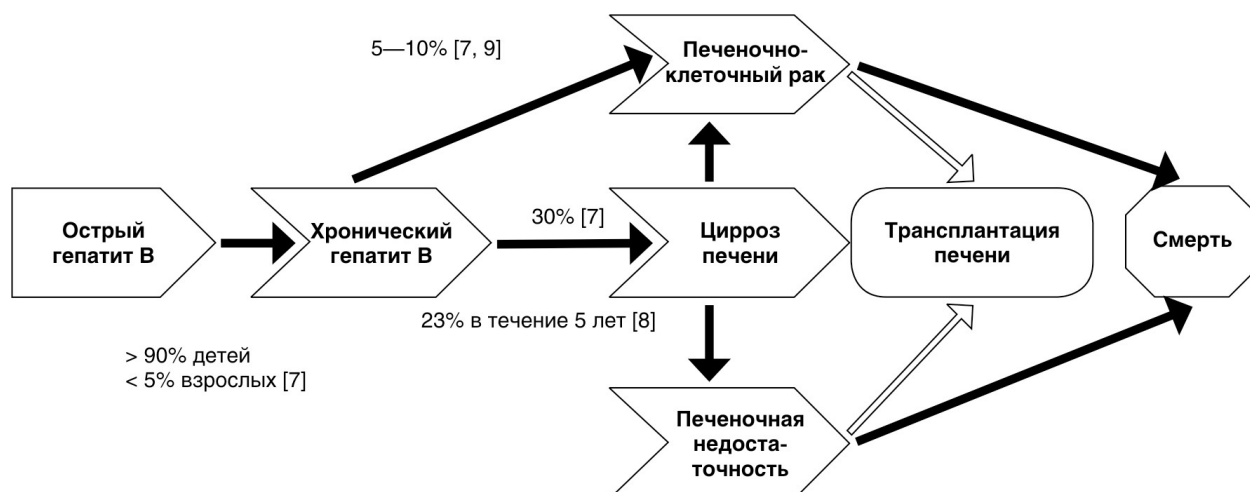 5—10% [7, 9]
Печеночно-
клеточный рак
Острый
гепатит B
Хронический
гепатит B
30% [7]
Цирроз
печени
Трансплантация
печени
Смерть
23% в течение 5 лет [8]
> 90% детей
< 5% взрослых [7]
Печеночная
недоста-
точность